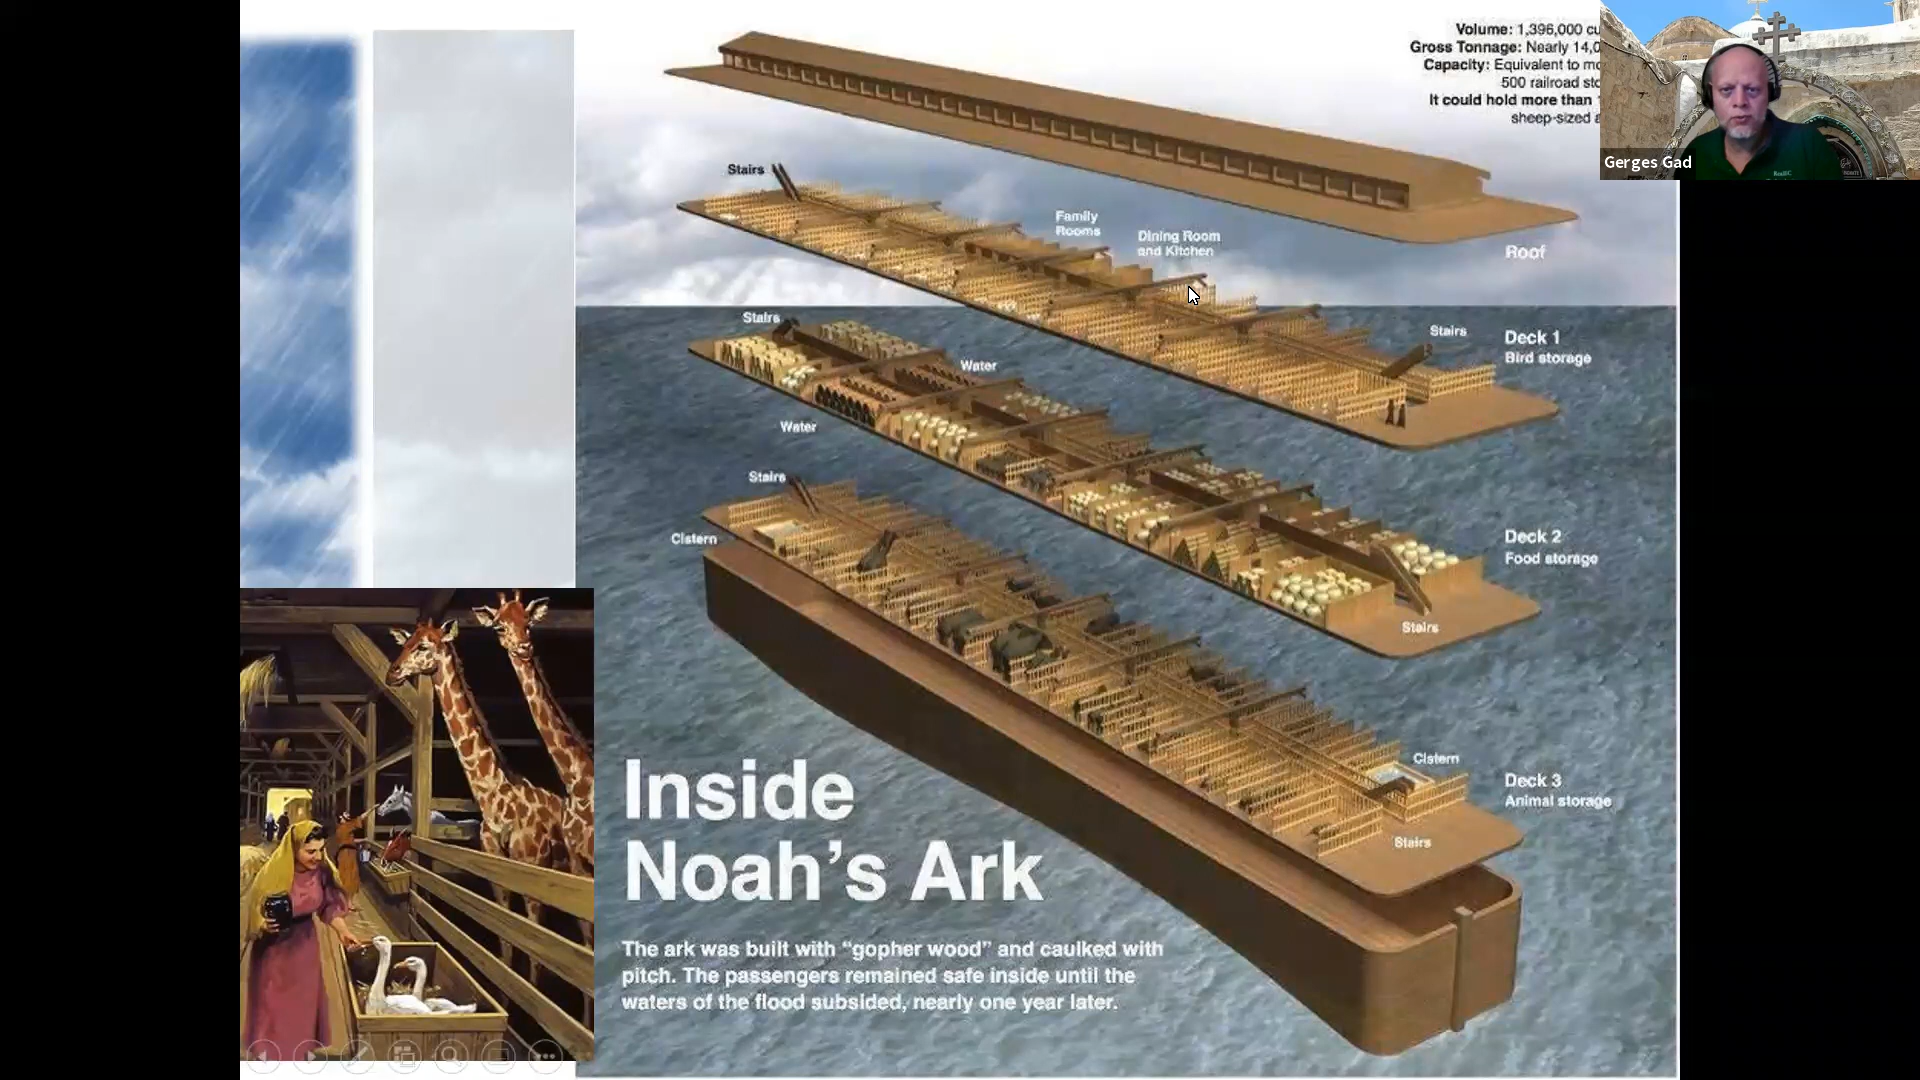 Volume: 1,396,000 cu
Gross Tonnage: Nearly 14,0
Capacity: Equivalent to mo
500 railroad sto
It could hold more than
sheep-sized a
Gerges Gad
Stairs
Family
Rooms
Dining Room
and Kitchen
Roof
Stairs
Stairs
Deck 1
Bird storage
Water
Water
Stairs
Cistern
Deck 2
Food storage
Stairs
Cistern
Deck 3
Animal storage
Stairs
Inside
Noah's Ark
The ark was built with “gopher wood” and caulked with
pitch. The passengers remained safe inside until the
waters of the flood subsided, nearly one year later.